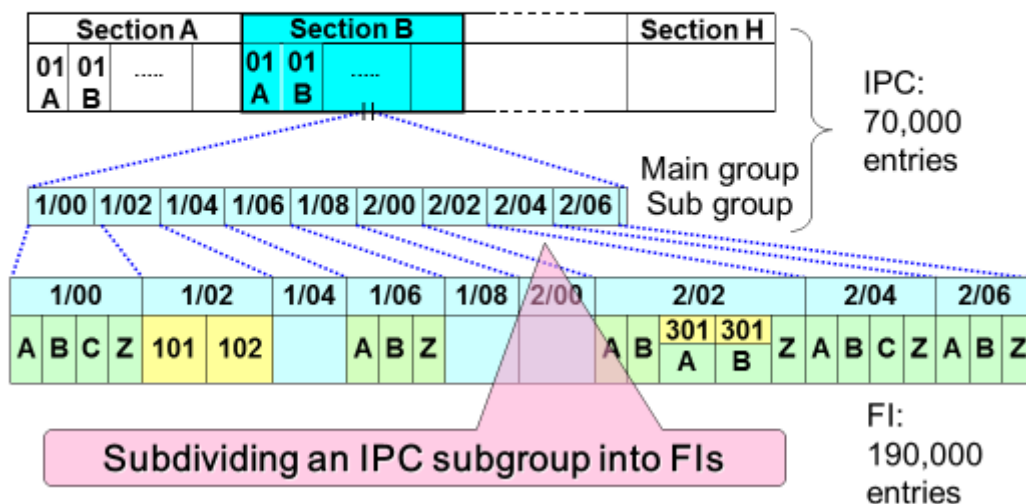 Section A Section B Section H
01 01 ..... 01 01 .....
A B A B
IPC:
70,000
entries
Main group
Sub group
1/00 1/02 1/04 1/06 1/08 2/00 2/02 2/04 2/06
1/00 1/02 1/04 1/06 1/08 2/00 2/02 2/04 2/06
A B C Z 101 102 A B Z A B 301 301 Z A B C Z A B Z
A B
Subdividing an IPC subgroup into FIs
FI:
190,000
entries